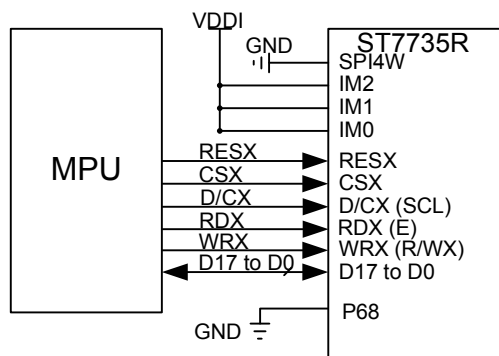 VDDI
GND
ST7735R
SPI4W
IM2
IM1
IM0
MPU
RESX
RESX
CSX
CSX
D/CX
D/CX (SCL)
RDX
RDX (E)
WRX
WRX (R/WX)
D17 to D0
D17 to D0
P68
GND